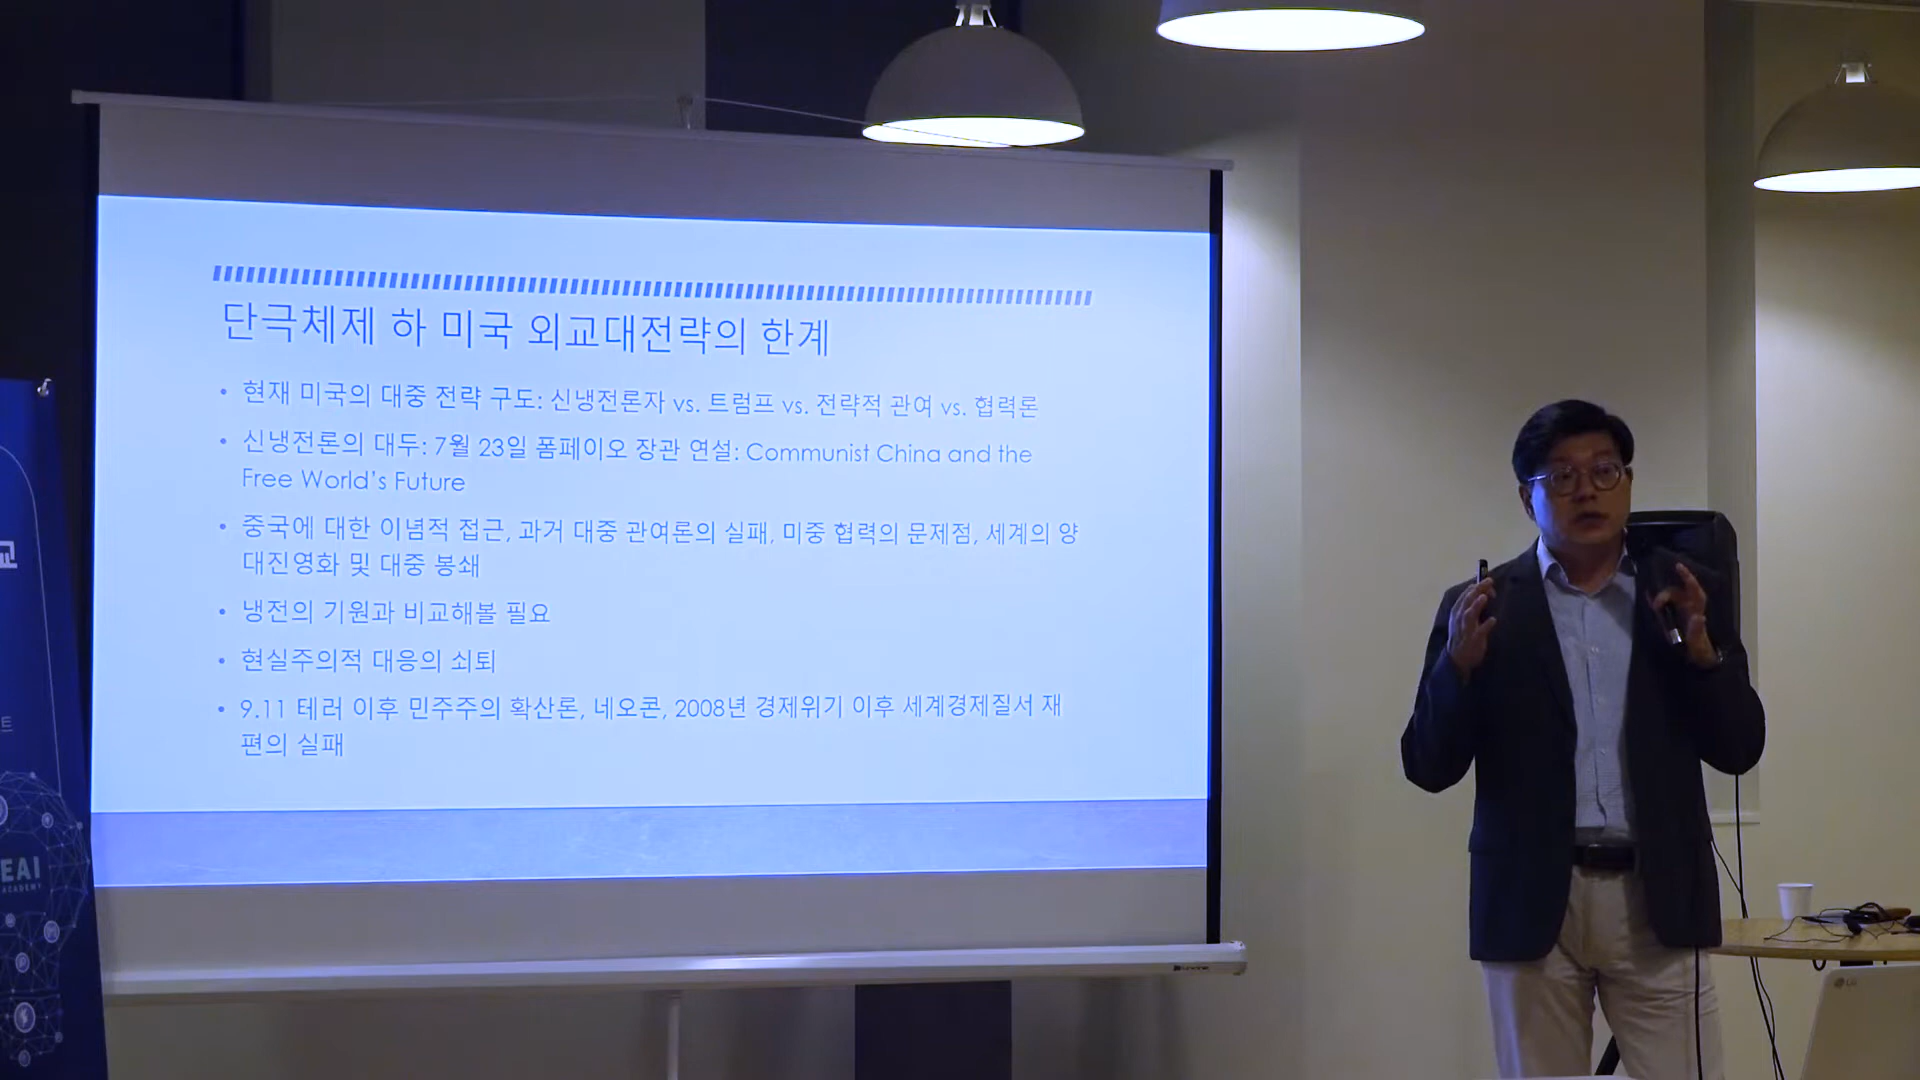 단극체제 하 미국 외교대전략의 한계
• 현재 미국의 대중 전략 구도: 신냉전론자 vs. 트럼프 vs. 전략적 관여 vs. 협력론
• 신냉전론의 대두: 7월 23일 폼페이오 장관 연설: Communist China and the
Free World’s Future
• 중국에 대한 이념적 접근, 과거 대중 관여론의 실패, 미중 협력의 문제점, 세계의 양
대진영화 및 대중 봉쇄
• 냉전의 기원과 비교해볼 필요
• 현실주의적 대응의 쇠퇴
• 9.11 테러 이후 민주주의 확산론, 네오콘, 2008년 경제위기 이후 세계경제질서 재
편의 실패
교
트
EAI
ACADEMY
LG